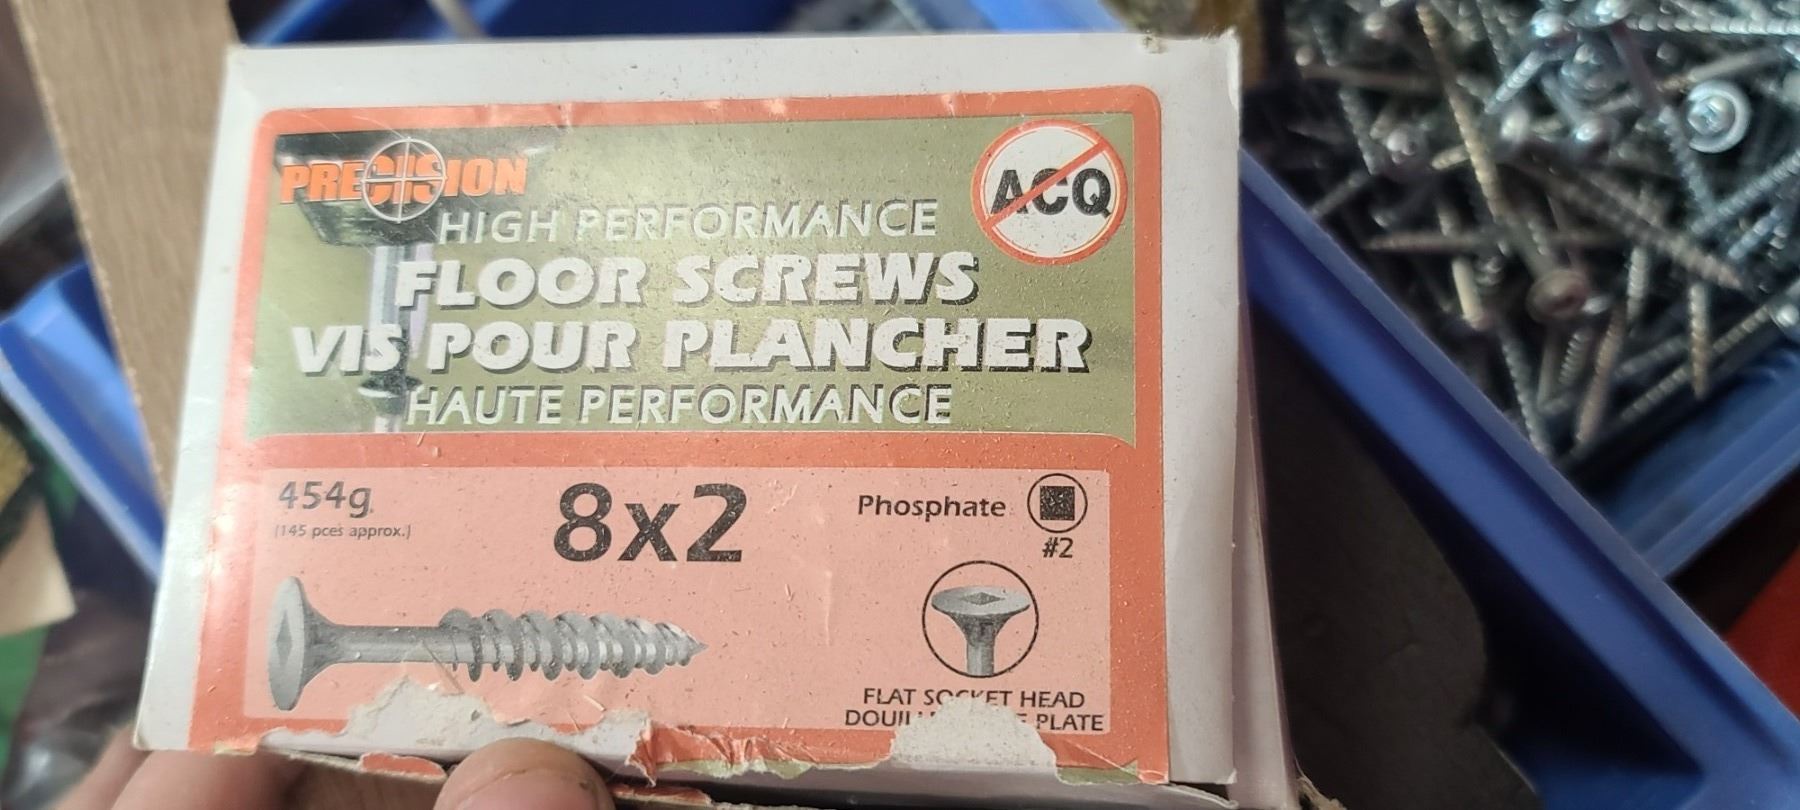 PRECISION
ACQ
HIGH PERFORMANCE
FLOOR SCREWS
VIS POUR PLANCHER
HAUTE PERFORMANCE
454g.
(145 pces approx.)
8x2
Phosphate
#2
FLAT SOCKET HEAD
PLATE